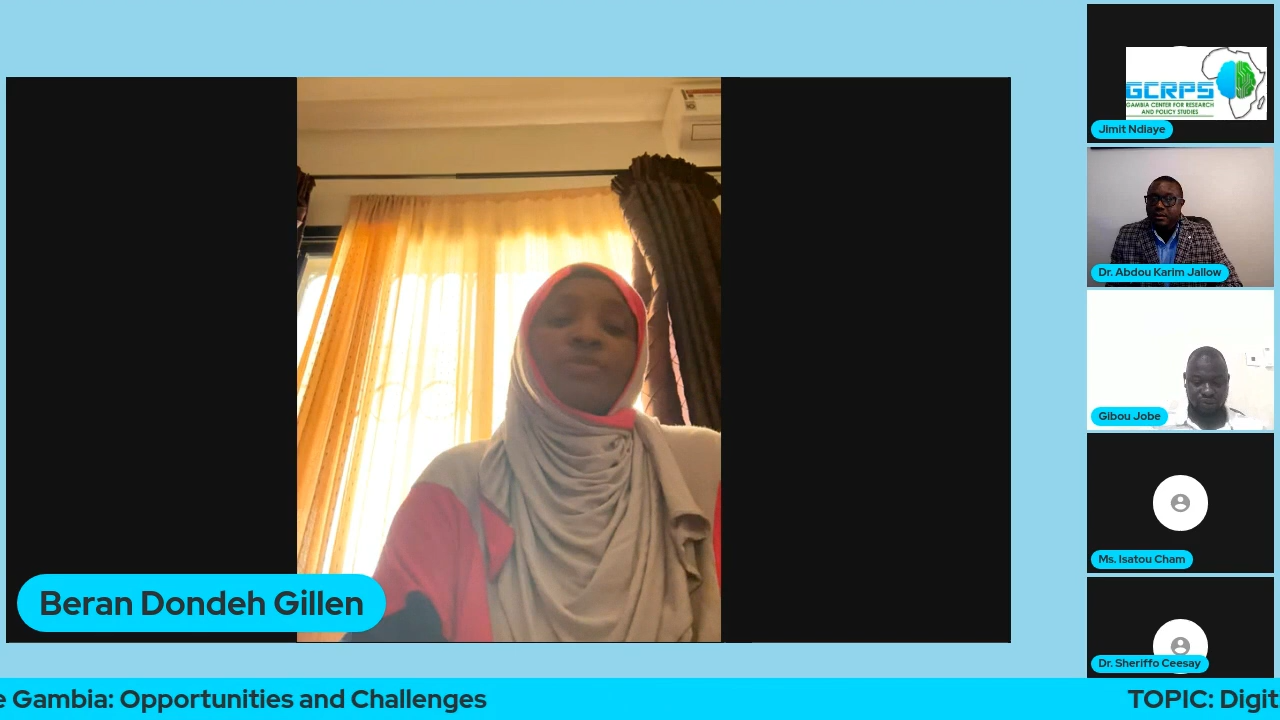 GCRPS
GAMBIA CENTER FOR RESEARCH
AND POLICY STUDIES
Jimit Ndiaye
Dr. Abdou Karim Jallow
Gibou Jobe
Ms. Isatou Cham
Dr. Sheriffo Ceesay
Beran Dondeh Gillen
e Gambia: Opportunities and Challenges
TOPIC: Digit